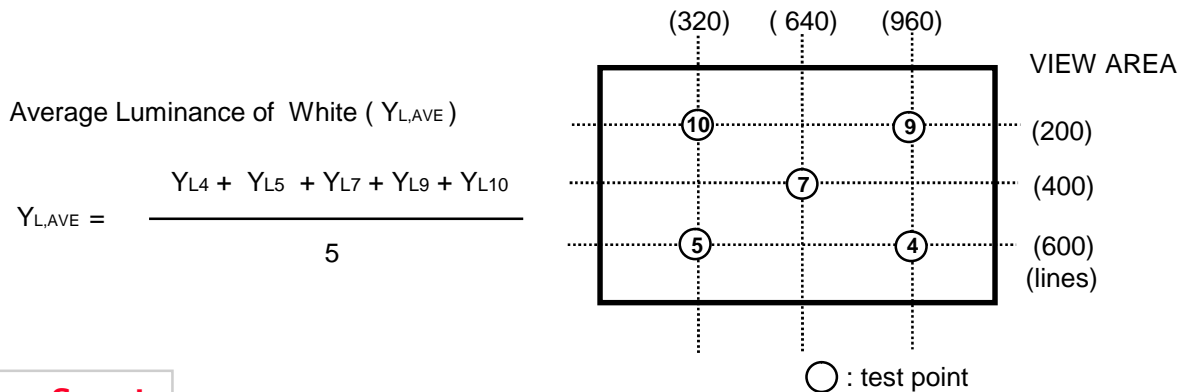 (320) ( 640) (960)
VIEW AREA
Average Luminance of White ( YL,AVE )
10 9 (200)
YL4 + YL5 + YL7 + YL9 + YL10
YL,AVE =
5
7 (400)
5 4 (600)
(lines)
: test point